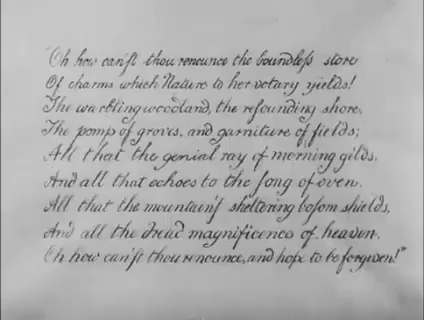 "Oh how canſt thou renounce the boundleſs store
Of charms which Nature to her votary yields!
The warbling woodland, the reſounding shore,
The pomp of groves, and garniture of fields;
All that the genial ray of morning gilds,
And all that echoes to the ſong of even,
All that the mountain's sheltering boſom shields,
And all the dread magnificence of heaven,
Oh how canſt thou renounce, and hope to be forgiven!"